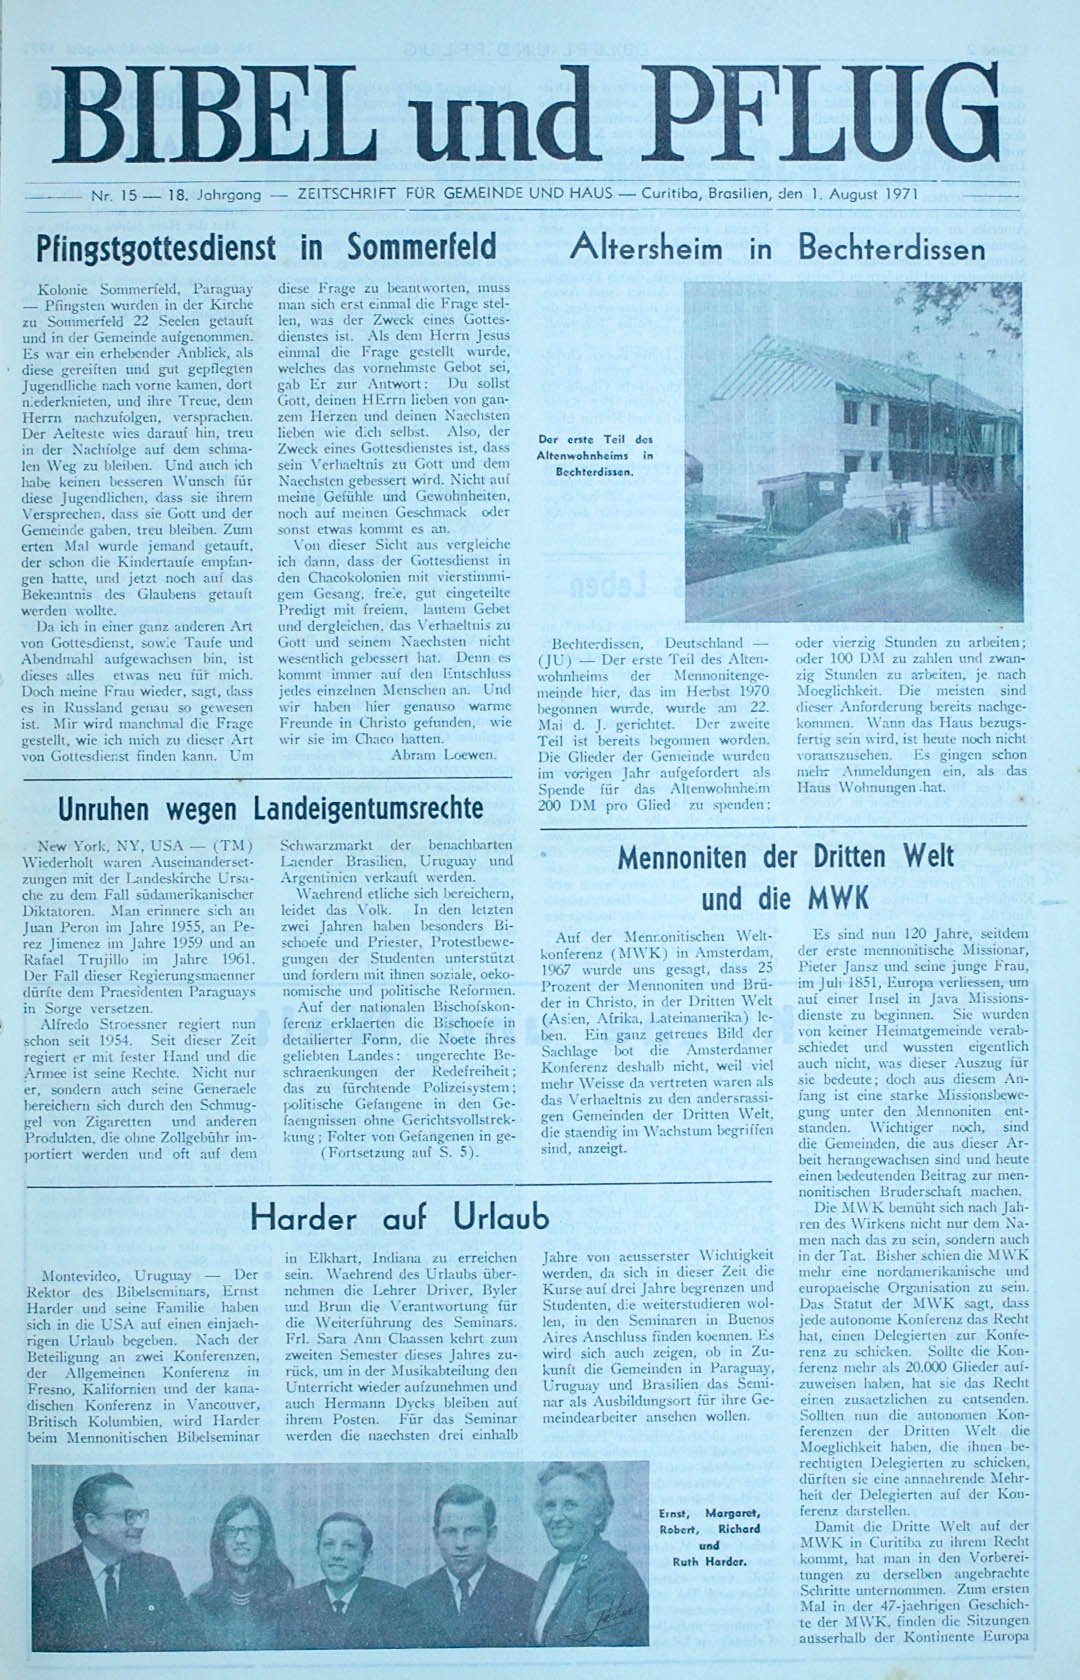 BIBEL und PFLUG
Nr. 15 — 18. Jahrgang — ZEITSCHRIFT FÜR GEMEINDE UND HAUS — Curitiba, Brasilien, den 1. August 1971
Pfingstgottesdienst in Sommerfeld
Kolonie Sommerfeld, Paraguay
— Pfingsten wurden in der Kirche
zu Sommerfeld 22 Seelen getauft
und in der Gemeinde aufgenommen.
Es war ein erhebender Anblick, als
diese gereiften und gut gepflegten
Jugendliche nach vorne kamen, dort
niederknieten, und ihre Treue, dem
Herrn nachzufolgen, versprachen.
Der Aelteste wies darauf hin, treu
in der Nachfolge auf dem schma-
len Weg zu bleiben. Und auch ich
habe keinen besseren Wunsch für
diese Jugendlichen, dass sie ihrem
Versprechen, dass sie Gott und der
Gemeinde gaben, treu bleiben. Zum
erten Mal wurde jemand getauft,
der schon die Kindertaufe empfan-
gen hatte, und jetzt noch auf das
Bekeantnis des Glaubens getauft
werden wollte.
Da ich in einer ganz anderen Art
von Gottesdienst, sowie Taufe und
Abendmahl aufgewachsen bin, ist
dieses alles etwas neu für mich.
Doch meine Frau wieder, sagt, dass
es in Russland genau so gewesen
ist. Mir wird manchmal die Frage
gestellt, wie ich mich zu dieser Art
von Gottesdienst finden kann. Um
diese Frage zu beantworten, muss
man sich erst einmal die Frage stel-
len, was der Zweck eines Gottes-
dienstes ist. Als dem Herrn Jesus
einmal die Frage gestellt wurde,
welches das vornehmste Gebot sei,
gab Er zur Antwort: Du sollst
Gott, deinen HErrn lieben von gan-
zem Herzen und deinen Naechsten
lieben wie dich selbst. Also, der
Zweck eines Gottesdienstes ist, dass
sein Verhaeltnis zu Gott und dem
Naechsten gebessert wird. Nicht auf
meine Gefühle und Gewohnheiten,
noch auf meinen Geschmack oder
sonst etwas kommt es an.
Von dieser Sicht aus vergleiche
ich dann, dass der Gottesdienst in
den Chacokolonien mit vierstimmi-
gem Gesang, freie, gut eingeteilte
Predigt mit freiem, lautem Gebet
und dergleichen, das Verhaeltnis zu
Gott und seinem Naechsten nicht
wesentlich gebessert hat. Denn es
kommt immer auf den Entschluss
jedes einzelnen Menschen an. Und
wir haben hier genauso warme
Freunde in Christo gefunden, wie
wir sie im Chaco hatten.
Abram Loewen.
Altersheim in Bechterdissen
Der erste Teil des
Altenwohnheims in
Bechterdissen.
Bechterdissen, Deutschland —
(JU) — Der erste Teil des Alten-
wohnheims der Mennonitenge-
meinde hier, das im Herbst 1970
begonnen wurde, wurde am 22.
Mai d. J. gerichtet. Der zweite
Teil ist bereits begonnen worden.
Die Glieder der Gemeinde wurden
im vorigen Jahr aufgefordert als
Spende für das Altenwohnheim
200 DM pro Glied zu spenden;
oder vierzig Stunden zu arbeiten;
oder 100 DM zu zahlen und zwan-
zig Stunden zu arbeiten, je nach
Moeglichkeit. Die meisten sind
dieser Anforderung bereits nachge-
kommen. Wann das Haus bezugs-
fertig sein wird, ist heute noch nicht
vorauszusehen. Es gingen schon
mehr Anmeldungen ein, als das
Haus Wohnungen hat.
Unruhen wegen Landeigentumsrechte
New York, NY, USA — (TM)
Wiederholt waren Auseinanderset-
zungen mit der Landeskirche Ursa-
che zu dem Fall südamerikanischer
Diktatoren. Man erinnere sich an
Juan Peron im Jahre 1955, an Pe-
rez Jimenez im Jahre 1959 und an
Rafael Trujillo im Jahre 1961.
Der Fall dieser Regierungsmaenner
dürfte dem Praesidenten Paraguays
in Sorge versetzen.
Alfredo Stroessner regiert nun
schon seit 1954. Seit dieser Zeit
regiert er mit fester Hand und die
Armee ist seine Rechte. Nicht nur
er, sondern auch seine Generaele
bereichern sich durch den Schmug-
gel von Zigaretten und anderen
Produkten, die ohne Zollgebühr im-
portiert werden und oft auf dem
Schwarzmarkt der benachbarten
Laender Brasilien, Uruguay und
Argentinien verkauft werden.
Waehrend etliche sich bereichern,
leidet das Volk. In den letzten
zwei Jahren haben besonders Bi-
schoefe und Priester, Protestbewe-
gungen der Studenten unterstützt
und fordern mit ihnen soziale, oeko-
nomische und politische Reformen.
Auf der nationalen Bischofskon-
ferenz erklaerten die Bischoefe in
detailierter Form, die Noete ihres
geliebten Landes: ungerechte Be-
schraenkungen der Redefreiheit;
das zu fürchtende Polizeisystem;
politische Gefangene in den Ge-
faengnissen ohne Gerichtsvollstrek-
kung; Folter von Gefangenen in ge-
(Fortsetzung auf S. 5).
Mennoniten der Dritten Welt
und die MWK
Auf der Mennonitischen Welt-
konferenz (MWK) in Amsterdam,
1967 wurde uns gesagt, dass 25
Prozent der Mennoniten und Brü-
der in Christo, in der Dritten Welt
(Asien, Afrika, Lateinamerika) le-
ben. Ein ganz getreues Bild der
Sachlage bot die Amsterdamer
Konferenz deshalb nicht, weil viel
mehr Weisse da vertreten waren als
das Verhaeltnis zu den andersrassi-
gen Gemeinden der Dritten Welt,
die staendig im Wachstum begriffen
sind, anzeigt.
Es sind nun 120 Jahre, seitdem
der erste mennonitische Missionar,
Pieter Jansz und seine junge Frau,
im Juli 1851, Europa verliessen, um
auf einer Insel in Java Missions-
dienste zu beginnen. Sie wurden
von keiner Heimatgemeinde verab-
schiedet und wussten eigentlich
auch nicht, was dieser Auszug für
sie bedeute; doch aus diesem An-
fang ist eine starke Missionsbewe-
gung unter den Mennoniten ent-
standen. Wichtiger noch, sind
die Gemeinden, die aus dieser Ar-
beit herangewachsen sind und heute
einen bedeutenden Beitrag zur men-
nonitischen Bruderschaft machen.
Die MWK bemüht sich nach Jah-
ren des Wirkens nicht nur dem Na-
men nach das zu sein, sondern auch
in der Tat. Bisher schien die MWK
mehr eine nordamerikanische und
europaeische Organisation zu sein.
Das Statut der MWK sagt, dass
jede autonome Konferenz das Recht
hat, einen Delegierten zur Konfe-
renz zu schicken. Sollte die Kon-
ferenz mehr als 20.000 Glieder auf-
zuweisen haben, hat sie das Recht
einen zusaetzlichen zu entsenden.
Sollten nun die autonomen Kon-
ferenzen der Dritten Welt die
Moeglichkeit haben, die ihnen be-
rechtigten Delegierten zu schicken,
dürften sie eine annaehrende Mehr-
heit der Delegierten auf der Kon-
ferenz darstellen.
Damit die Dritte Welt auf der
MWK in Curitiba zu ihrem Recht
kommt, hat man in den Vorberei-
tungen zu derselben angebrachte
Schritte unternommen. Zum ersten
Mal in der 47-jaehrigen Geschich-
te der MWK, finden die Sitzungen
ausserhalb der Kontinente Europa
Harder auf Urlaub
Montevideo, Uruguay — Der
Rektor des Bibelseminars, Ernst
Harder und seine Familie haben
sich in die USA auf einen einjaeh-
rigen Urlaub begeben. Nach der
Beteiligung an zwei Konferenzen,
der Allgemeinen Konferenz in
Fresno, Kalifornien und der kana-
dischen Konferenz in Vancouver,
Britisch Kolumbien, wird Harder
beim Mennonitischen Bibelseminar
in Elkhart, Indiana zu erreichen
sein. Waehrend des Urlaubs über-
nehmen die Lehrer Driver, Byler
und Brun die Verantwortung für
die Weiterführung des Seminars.
Frl. Sara Ann Claassen kehrt zum
zweiten Semester dieses Jahres zu-
rück, um in der Musikabteilung den
Unterricht wieder aufzunehmen und
auch Hermann Dycks bleiben auf
ihrem Posten. Für das Seminar
werden die naechsten drei einhalb
Jahre von aeusserster Wichtigkeit
werden, da sich in dieser Zeit die
Kurse auf drei Jahre begrenzen und
Studenten, die weiterstudieren wol-
len, in den Seminaren in Buenos
Aires Anschluss finden koennen. Es
wird sich auch zeigen, ob in Zu-
kunft die Gemeinden in Paraguay,
Uruguay und Brasilien das Semi-
nar als Ausbildungsort für ihre Ge-
meindearbeiter ansehen wollen.
Ernst, Margaret,
Robert, Richard
und
Ruth Harder.